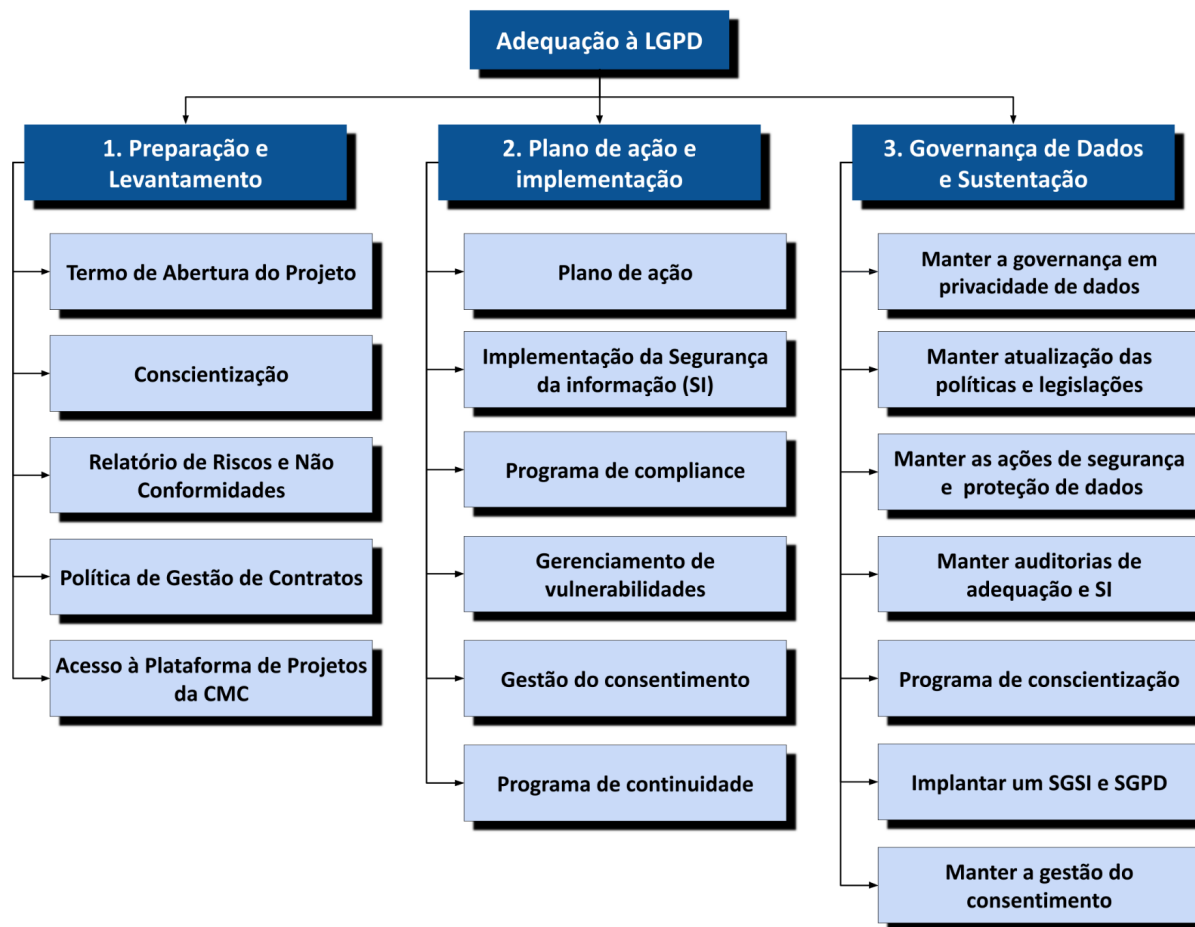 Adequação à LGPD
1. Preparação e
Levantamento
Termo de Abertura do Projeto
Conscientização
Relatório de Riscos e Não
Conformidades
Política de Gestão de Contratos
Acesso à Plataforma de Projetos
da CMC
2. Plano de ação e
implementação
Plano de ação
Implementação da Segurança
da informação (SI)
Programa de compliance
Gerenciamento de
vulnerabilidades
Gestão do consentimento
Programa de continuidade
3. Governança de Dados
e Sustentação
Manter a governança em
privacidade de dados
Manter atualização das
políticas e legislações
Manter as ações de segurança
e proteção de dados
Manter auditorias de
adequação e SI
Programa de conscientização
Implantar um SGSI e SGPD
Manter a gestão do
consentimento